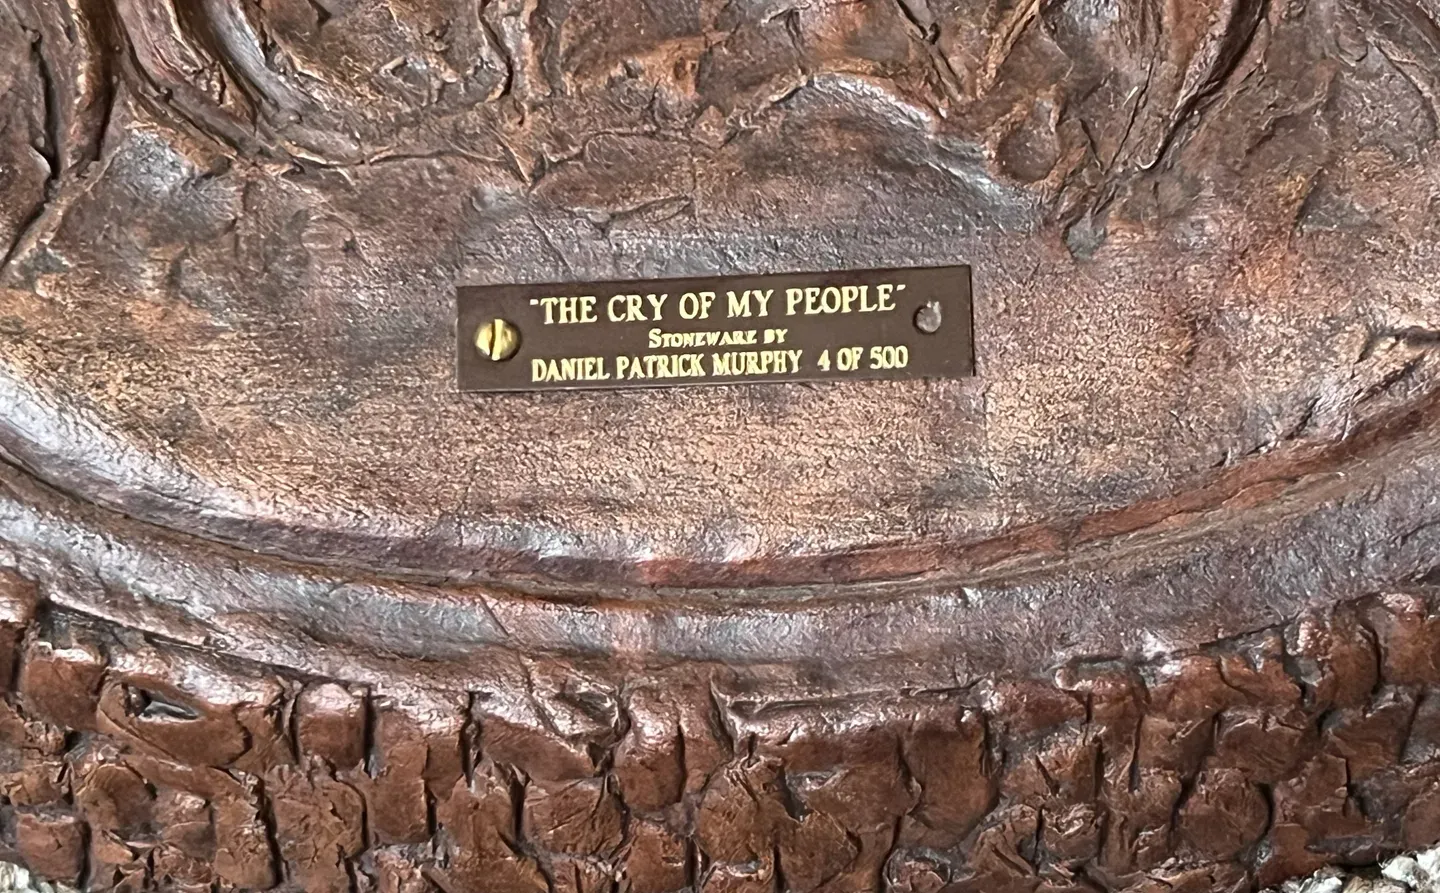 "THE CRY OF MY PEOPLE"
STONEWARE BY
DANIEL PATRICK MURPHY 4 OF 500